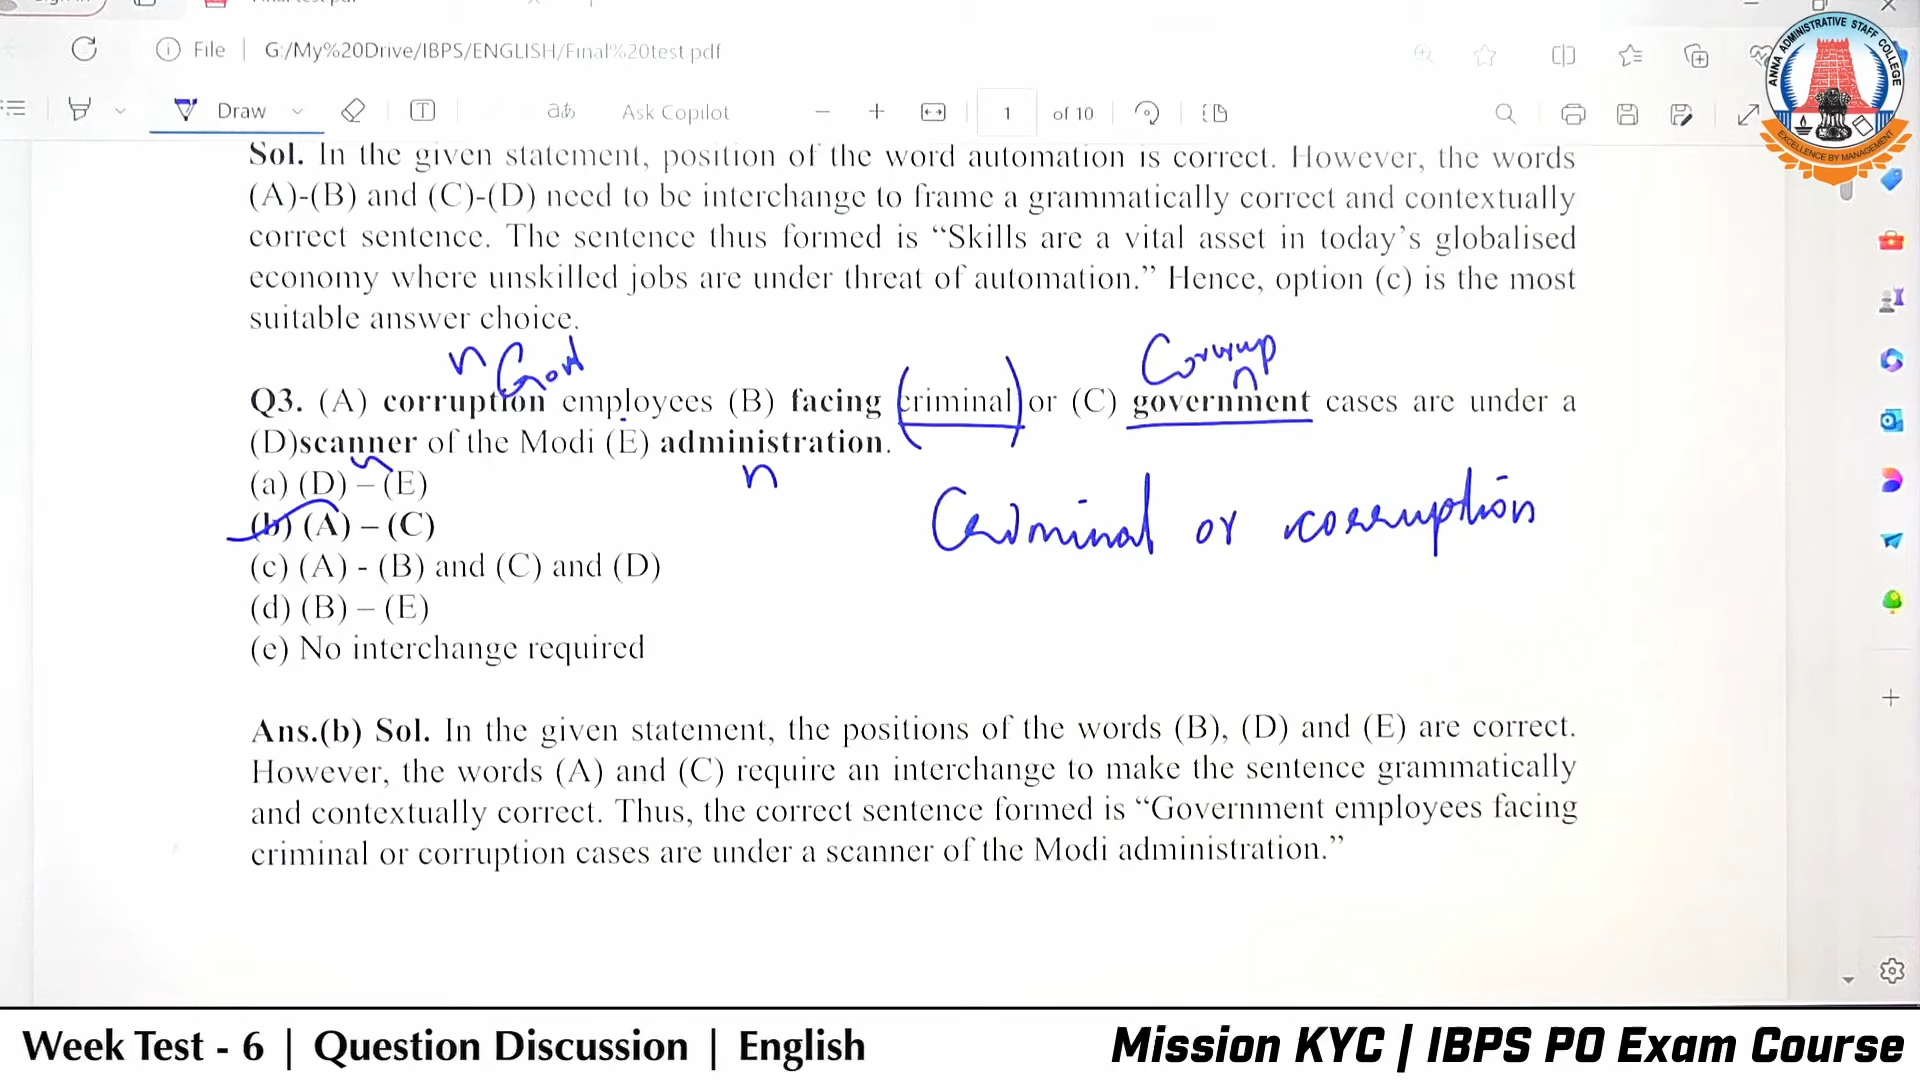 File | G:/My%20Drive/IBPS/ENGLISH/Final%20test.pdf
Draw
Ask Copilot
1 of 10
ANNA ADMINISTRATIVE STAFF COLLEGE
EXCELLENCE BY MANAGEMENT
Sol. In the given statement, position of the word automation is correct. However, the words
(A)-(B) and (C)-(D) need to be interchange to frame a grammatically correct and contextually
correct sentence. The sentence thus formed is “Skills are a vital asset in today’s globalised
economy where unskilled jobs are under threat of automation.” Hence, option (c) is the most
suitable answer choice.
n Govt
Corrup
n
Q3. (A) corruption employees (B) facing criminal or (C) government cases are under a
(D)scanner of the Modi (E) administration.
n
(a) (D) – (E)
(b) (A) – (C)
Criminal or corruption
(c) (A) - (B) and (C) and (D)
(d) (B) – (E)
(e) No interchange required
Ans.(b) Sol. In the given statement, the positions of the words (B), (D) and (E) are correct.
However, the words (A) and (C) require an interchange to make the sentence grammatically
and contextually correct. Thus, the correct sentence formed is “Government employees facing
criminal or corruption cases are under a scanner of the Modi administration.”
Week Test - 6 | Question Discussion | English
Mission KYC | IBPS PO Exam Course